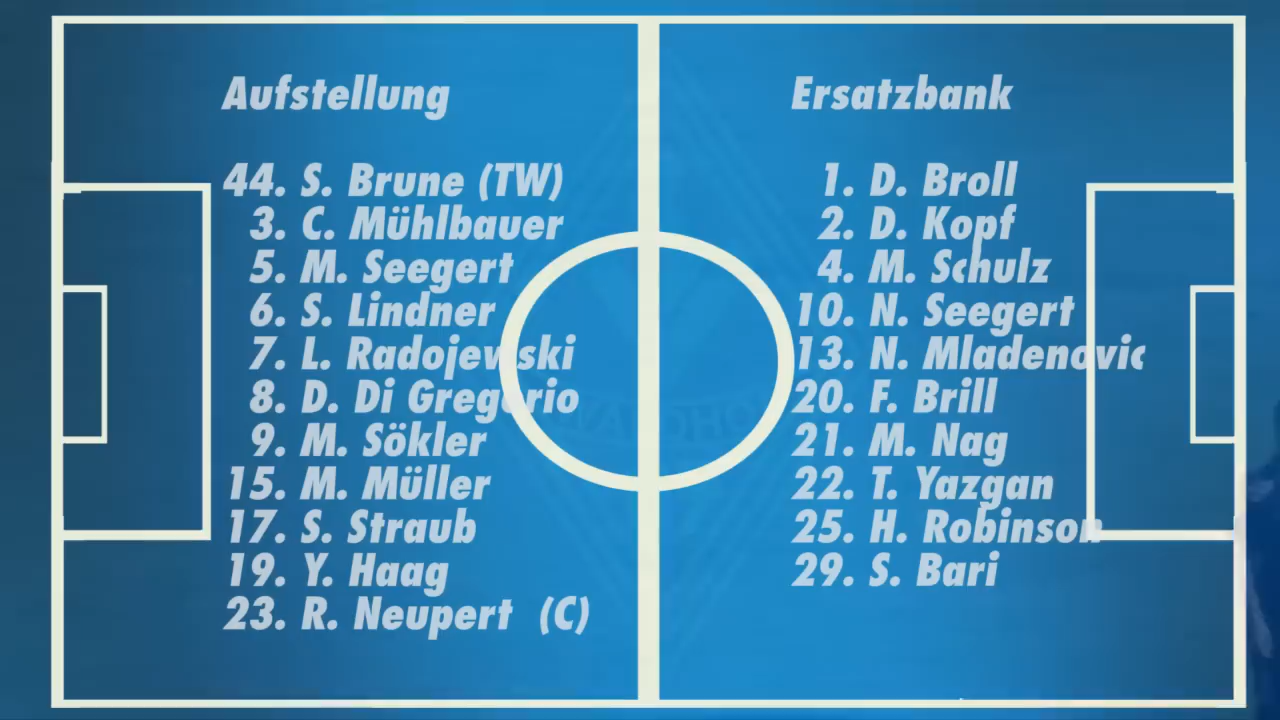 Aufstellung
44. S. Brune (TW)
3. C. Mühlbauer
5. M. Seegert
6. S. Lindner
7. L. Radojewski
8. D. Di Gregorio
9. M. Sökler
15. M. Müller
17. S. Straub
19. Y. Haag
23. R. Neupert (C)
Ersatzbank
1. D. Broll
2. D. Kopf
4. M. Schulz
10. N. Seegert
13. N. Mladenovic
20. F. Brill
21. M. Nag
22. T. Yazgan
25. H. Robinson
29. S. Bari